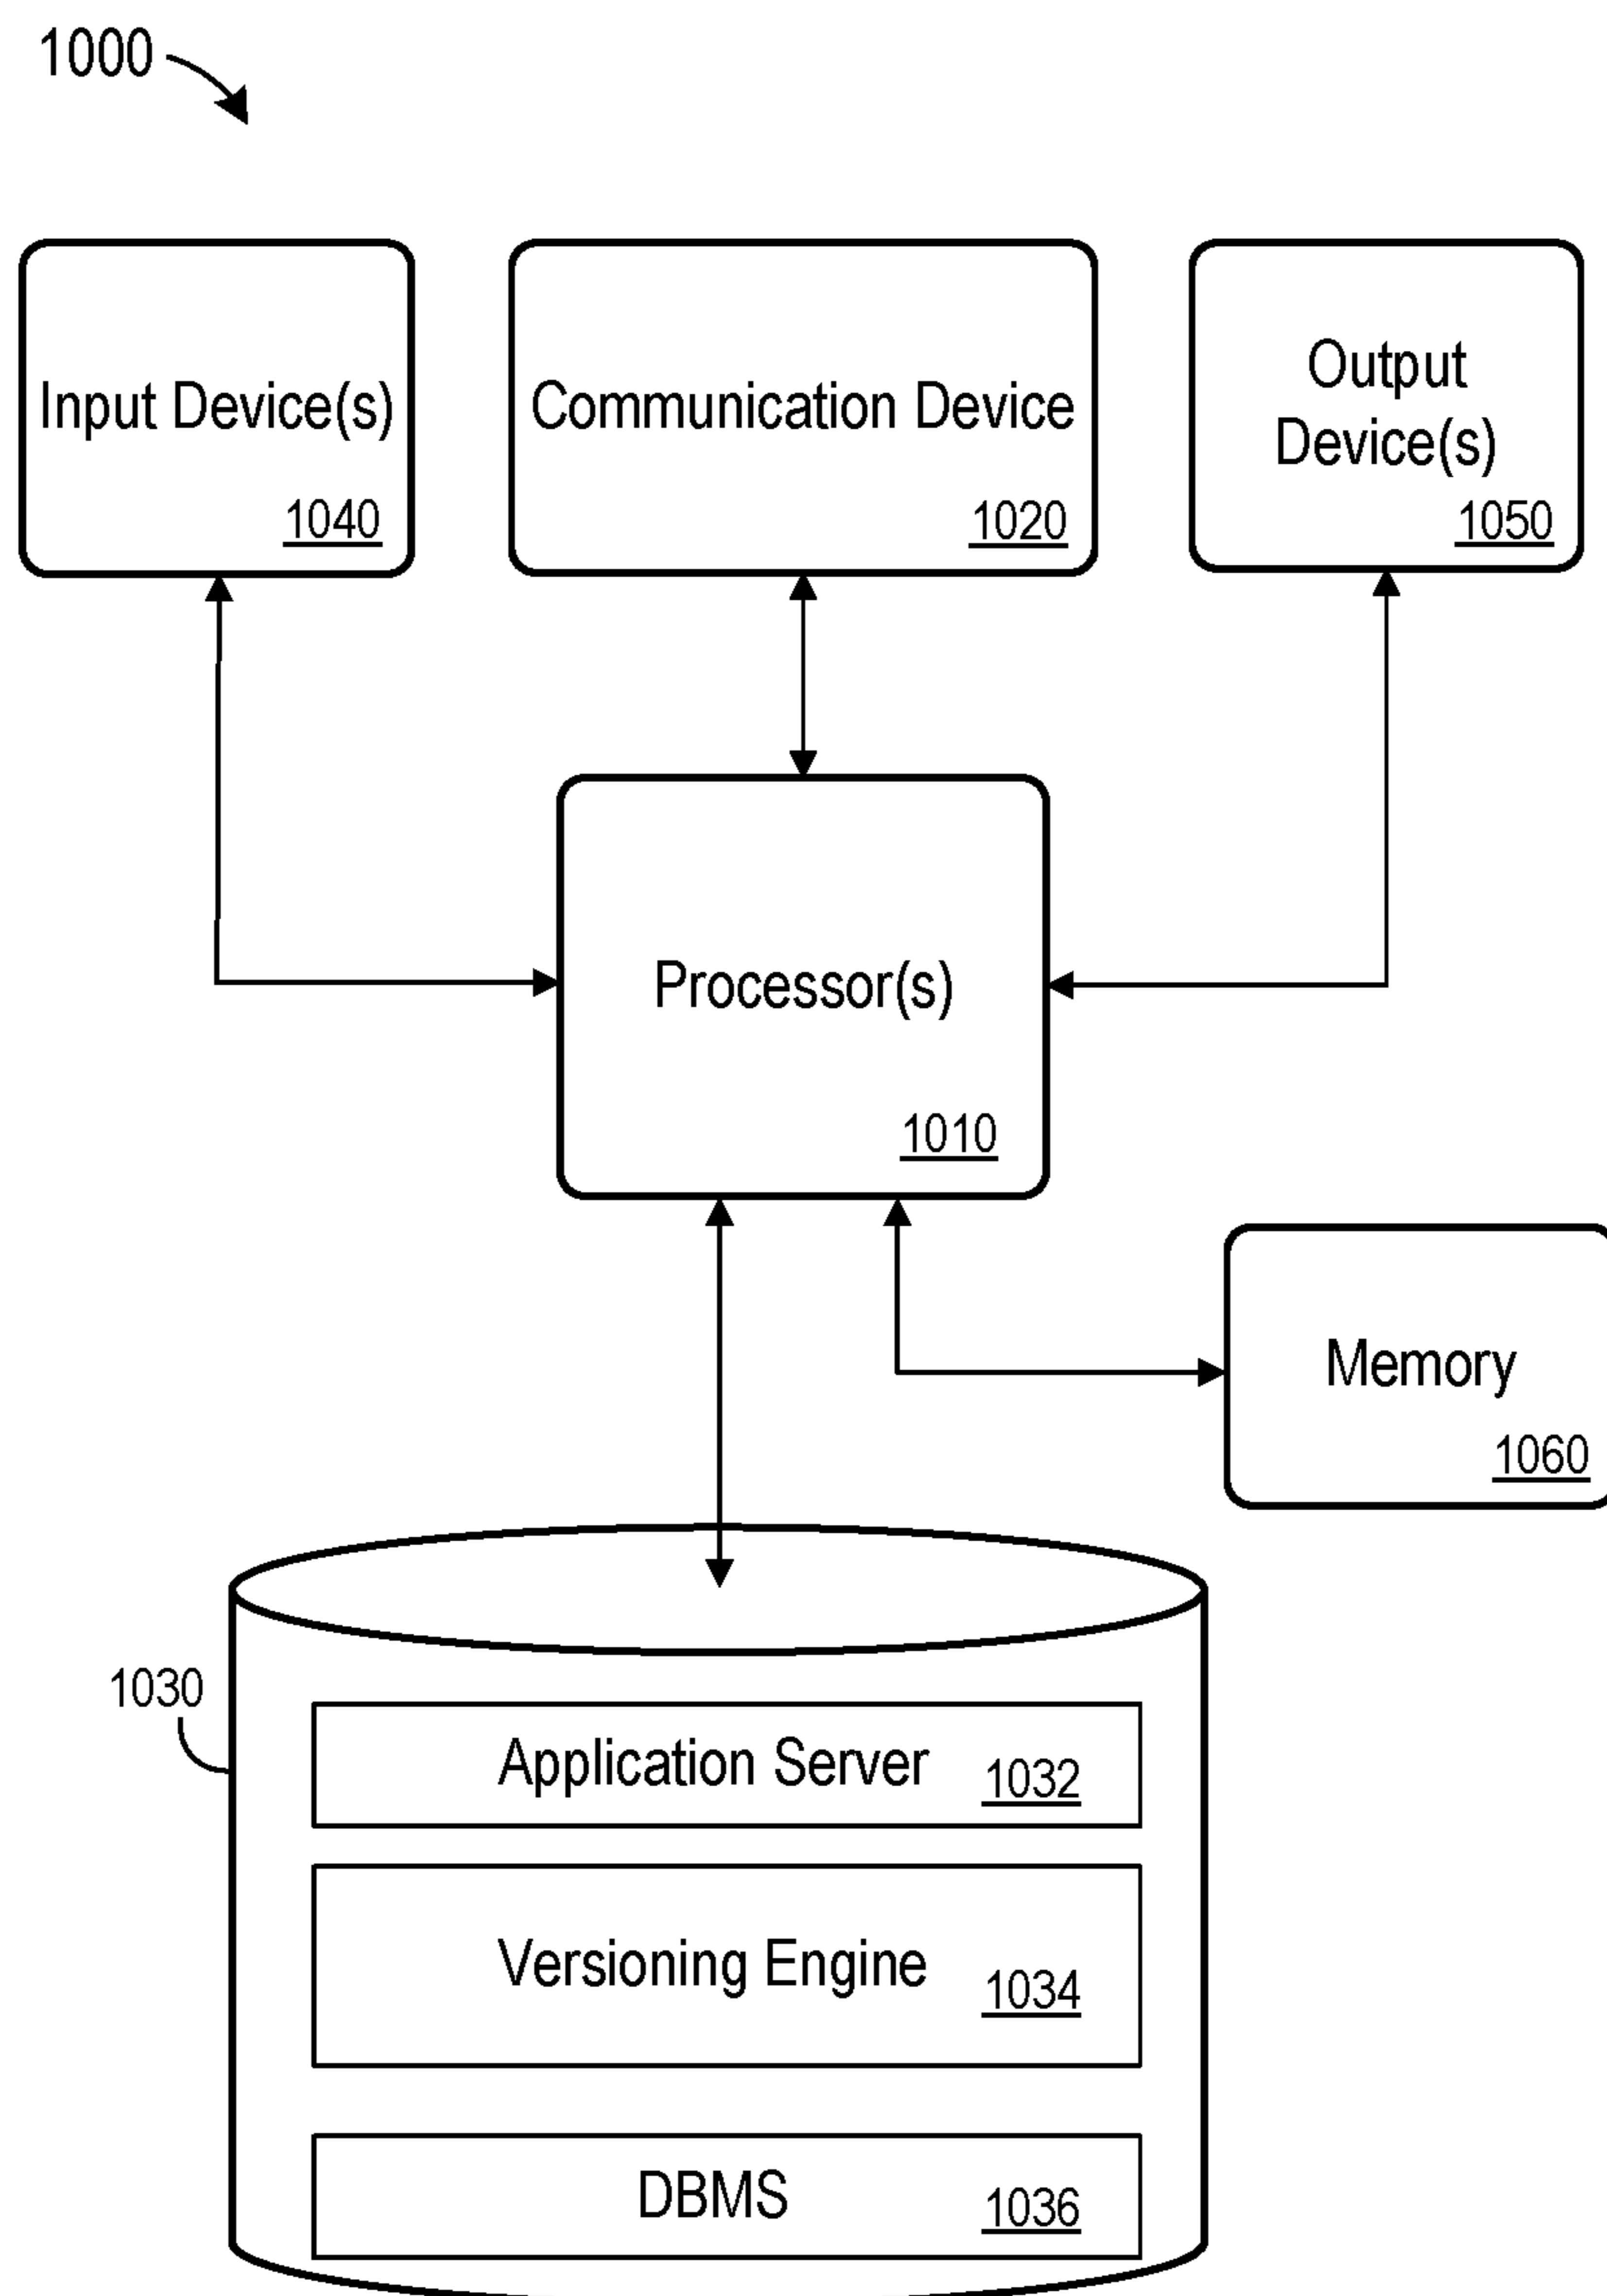 1000
Input Device(s)
1040
Communication Device
1020
Output
Device(s)
1050
Processor(s)
1010
Memory
1060
1030
Application Server 1032
Versioning Engine 1034
DBMS 1036